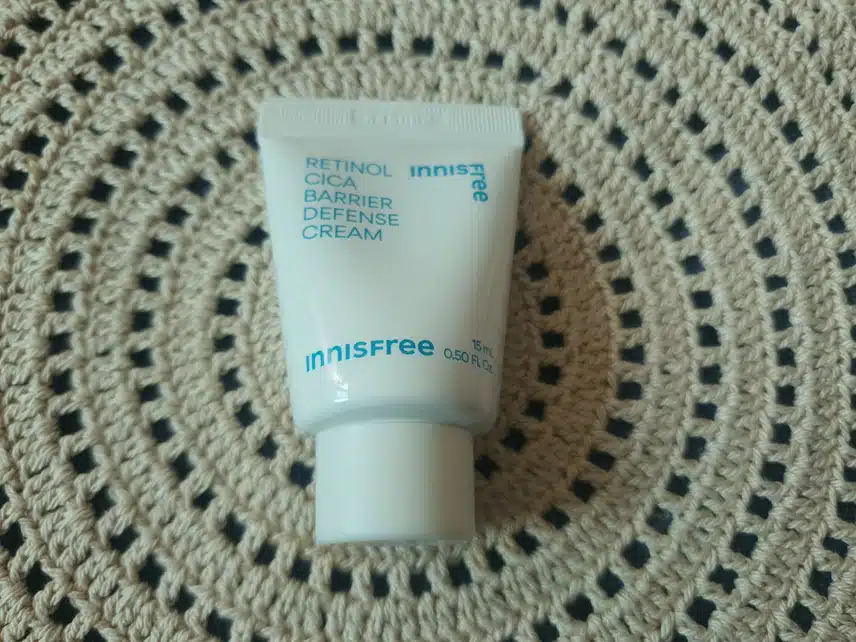 RETINOL
CICA
BARRIER
DEFENSE
CREAM
INNISFree
INNISFree
15 mL
0.50 FL Oz.